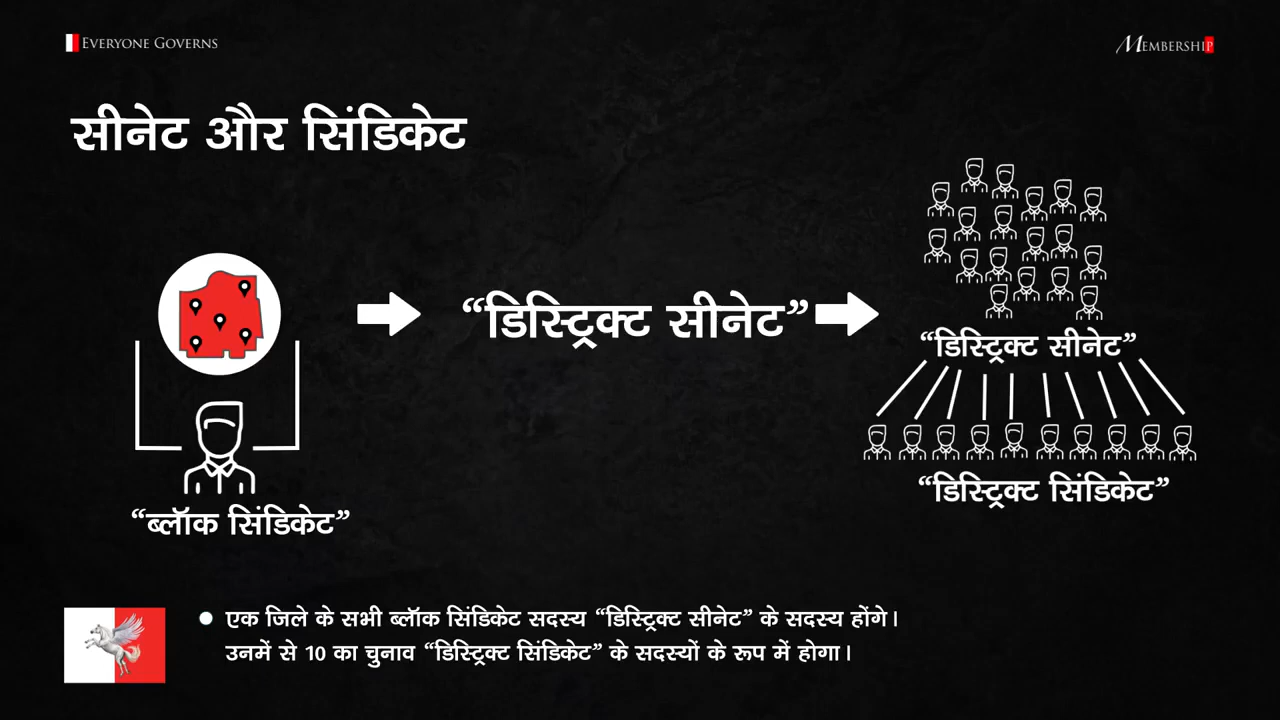 EVERYONE GOVERNS
MEMBERSHIP
सीनेट और सिंडिकेट
“डिस्ट्रिक्ट सीनेट”
“डिस्ट्रिक्ट सीनेट”
“डिस्ट्रिक्ट सिंडिकेट”
“ब्लॉक सिंडिकेट”
एक जिले के सभी ब्लॉक सिंडिकेट सदस्य “डिस्ट्रिक्ट सीनेट” के सदस्य होंगे।
उनमें से 10 का चुनाव “डिस्ट्रिक्ट सिंडिकेट” के सदस्यों के रूप में होगा।